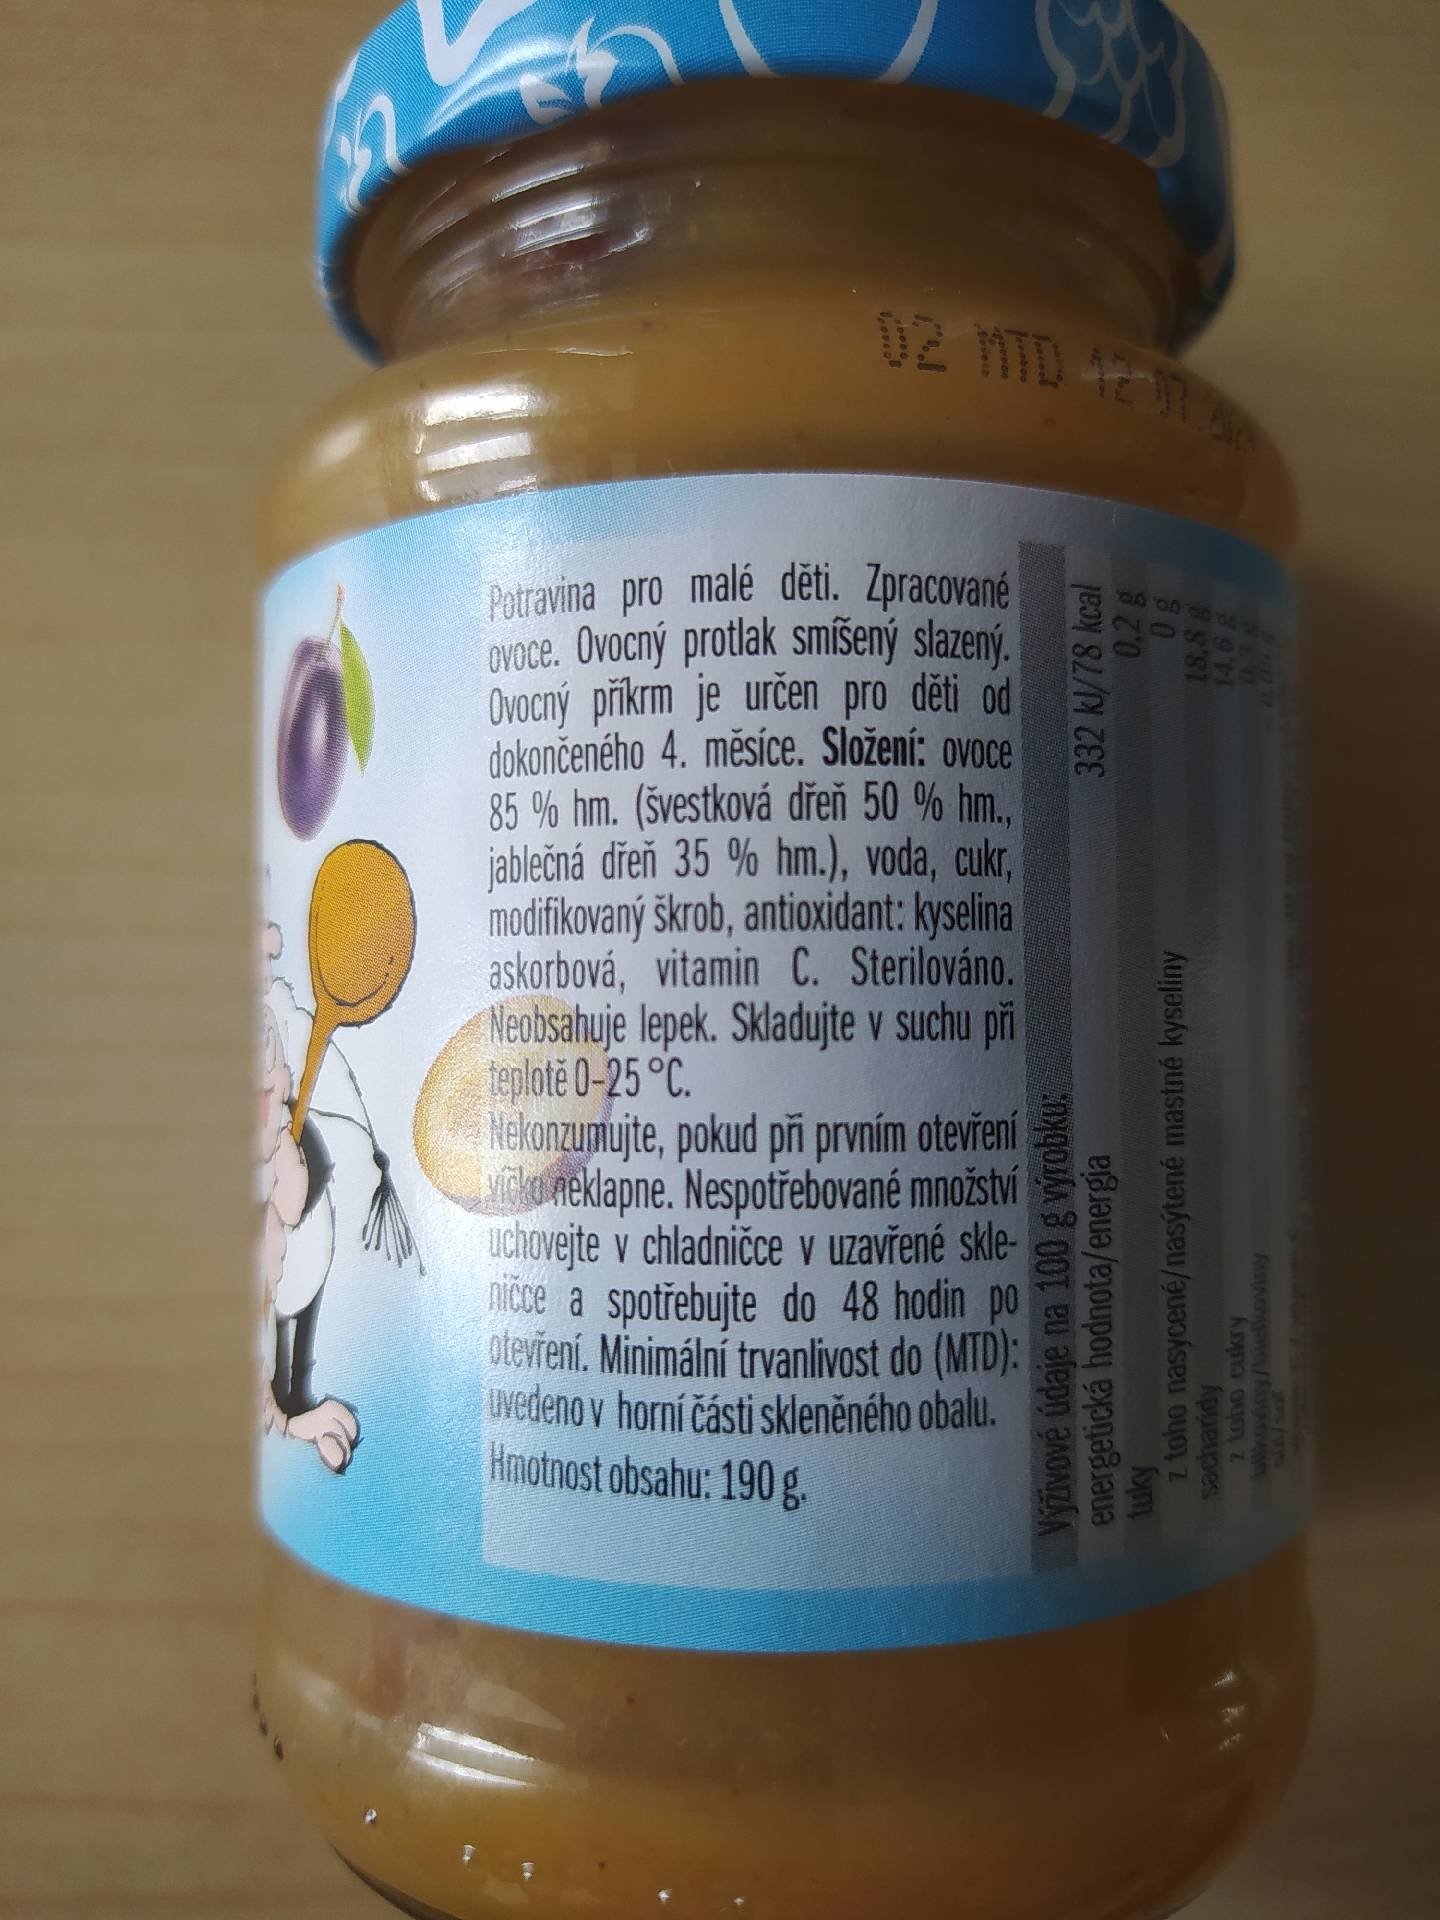 Potravina pro malé děti. Zpracované
ovoce. Ovocný protlak smíšený slazený.
Ovocný příkrm je určen pro děti od
dokončeného 4. měsíce. Složení: ovoce
85 % hm. (švestková dřeň 50 % hm.,
jablečná dřeň 35 % hm.), voda, cukr,
modifikovaný škrob, antioxidant: kyselina
askorbová, vitamin C. Sterilováno.
Neobsahuje lepek. Skladujte v suchu při
teplotě 0-25 °C.
Nekonzumujte, pokud při prvním otevření
víčko neklapne. Nespotřebované množství
uchovejte v chladničce v uzavřené skle-
ničce a spotřebujte do 48 hodin po
otevření. Minimální trvanlivost do (MTD):
uvedeno v horní části skleněného obalu.
Hmotnost obsahu: 190 g.
Výživové údaje na 100 g výrobku:
energetická hodnota/energia 332 kJ/78 kcal
tuky 0,2 g
z toho nasycené/nasýtené mastné kyseliny 0 g
sacharidy 18,8 g
z toho cukry 14,6 g